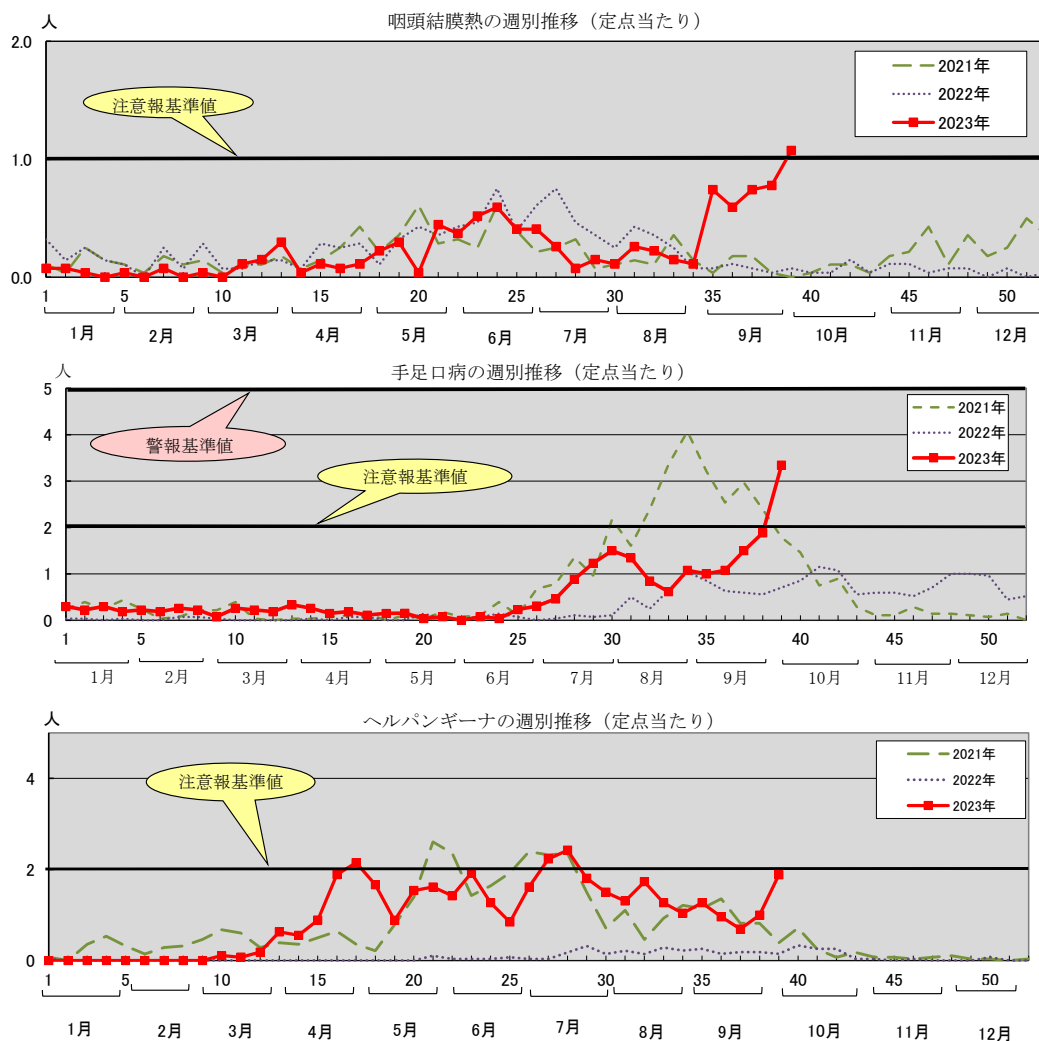 人
咽頭結膜熱の週別推移（定点当たり）
2.0
2021年
2022年
2023年
注意報基準値
1.0
0.0
1 5 10 15 20 25 30 35 40 45 50
1月 2月 3月 4月 5月 6月 7月 8月 9月 10月 11月 12月
人
手足口病の週別推移（定点当たり）
5
2021年
2022年
2023年
警報基準値
4
注意報基準値
3
2
1
0
1 5 10 15 20 25 30 35 40 45 50
1月 2月 3月 4月 5月 6月 7月 8月 9月 10月 11月 12月
人
ヘルパンギーナの週別推移（定点当たり）
2021年
2022年
2023年
4
注意報基準値
2
0
1 5 10 15 20 25 30 35 40 45 50
1月 2月 3月 4月 5月 6月 7月 8月 9月 10月 11月 12月